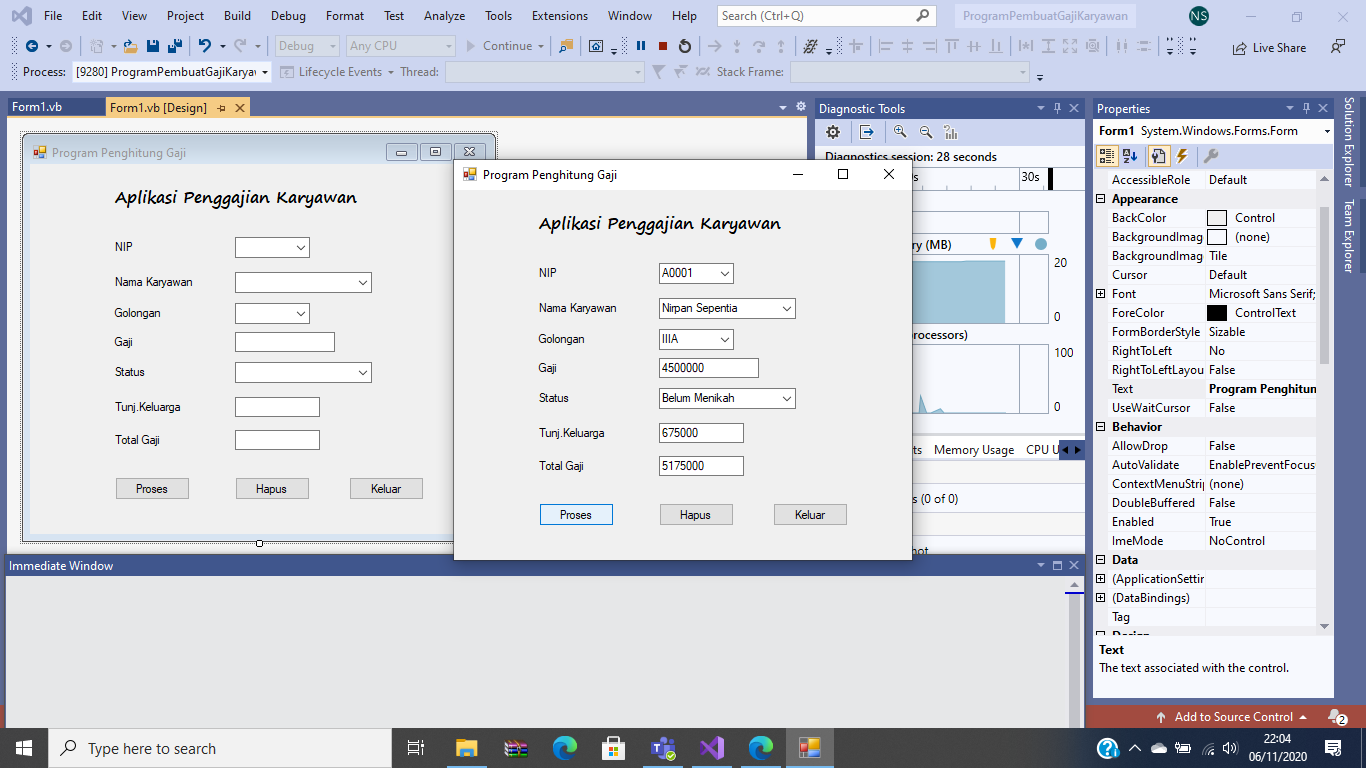 File Edit View Project Build Debug Format Test Analyze Tools Extensions Window Help Search (Ctrl+Q) ProgramPembuatGajiKaryawan NS
Debug Any CPU Continue Live Share
Process: [9280] ProgramPembuatGajiKaryaw Lifecycle Events Thread: Stack Frame:
Form1.vb Form1.vb [Design]
Program Penghitung Gaji
Aplikasi Penggajian Karyawan
NIP
Nama Karyawan
Golongan
Gaji
Status
Tunj.Keluarga
Total Gaji
Proses Hapus Keluar
Program Penghitung Gaji
Aplikasi Penggajian Karyawan
NIP A0001
Nama Karyawan Nirpan Sepentia
Golongan IIIA
Gaji 4500000
Status Belum Menikah
Tunj.Keluarga 675000
Total Gaji 5175000
Proses Hapus Keluar
Diagnostic Tools
Diagnostics session: 28 seconds
30s
(MB)
20
0
100
0
Memory Usage CPU U
(0 of 0)
Properties
Form1 System.Windows.Forms.Form
AccessibleRole Default
Appearance
BackColor Control
BackgroundImag (none)
BackgroundImag Tile
Cursor Default
Font Microsoft Sans Serif;
ForeColor ControlText
FormBorderStyle Sizable
RightToLeft No
RightToLeftLayou False
Text Program Penghitun
UseWaitCursor False
Behavior
AllowDrop False
AutoValidate EnablePreventFocus
ContextMenuStrip (none)
DoubleBuffered False
Enabled True
ImeMode NoControl
Data
(ApplicationSettin
(DataBindings)
Tag
Design
Text
The text associated with the control.
Solution Explorer
Team Explorer
Immediate Window
Add to Source Control 2
Type here to search
22:04
06/11/2020